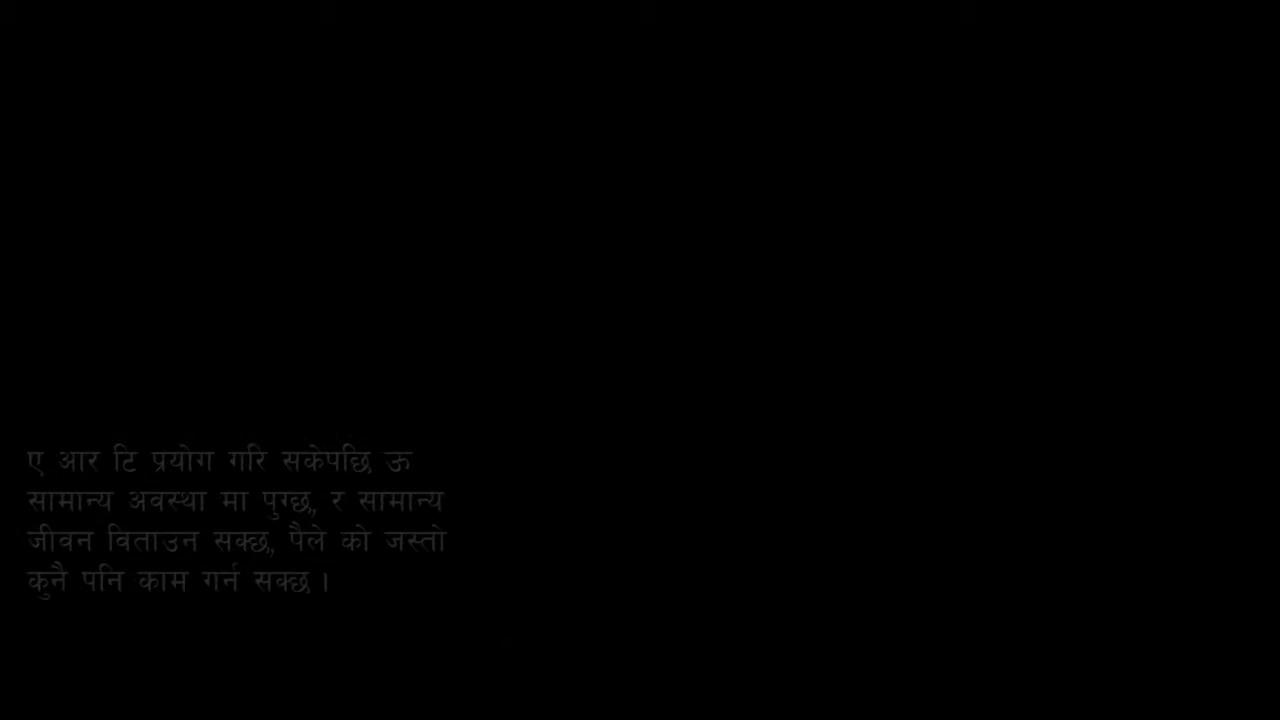 ए आर टि प्रयोग गरि सकेपछि ऊ
सामान्य अवस्था मा पुग्छ, र सामान्य
जीवन विताउन सक्छ, पैले को जस्तो
कुनै पनि काम गर्न सक्छ ।